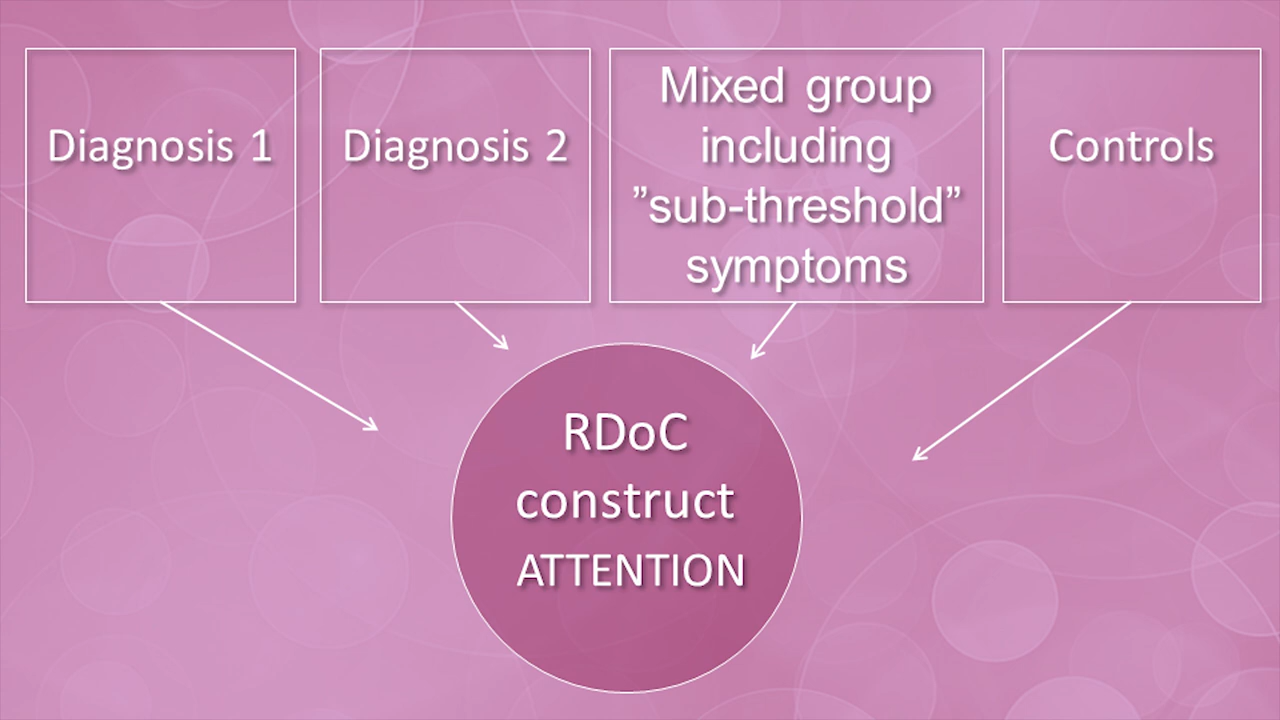 Diagnosis 1
Diagnosis 2
Mixed group
including
”sub-threshold”
symptoms
Controls
RDoC
construct
ATTENTION